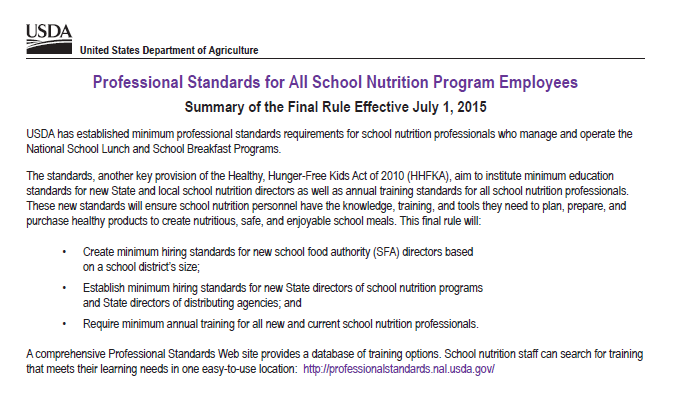 USDA
United States Department of Agriculture
Professional Standards for All School Nutrition Program Employees
Summary of the Final Rule Effective July 1, 2015
USDA has established minimum professional standards requirements for school nutrition professionals who manage and operate the
National School Lunch and School Breakfast Programs.
The standards, another key provision of the Healthy, Hunger-Free Kids Act of 2010 (HHFKA), aim to institute minimum education
standards for new State and local school nutrition directors as well as annual training standards for all school nutrition professionals.
These new standards will ensure school nutrition personnel have the knowledge, training, and tools they need to plan, prepare, and
purchase healthy products to create nutritious, safe, and enjoyable school meals. This final rule will:
• Create minimum hiring standards for new school food authority (SFA) directors based
on a school district's size;
• Establish minimum hiring standards for new State directors of school nutrition programs
and State directors of distributing agencies; and
• Require minimum annual training for all new and current school nutrition professionals.
A comprehensive Professional Standards Web site provides a database of training options. School nutrition staff can search for training
that meets their learning needs in one easy-to-use location: http://professionalstandards.nal.usda.gov/